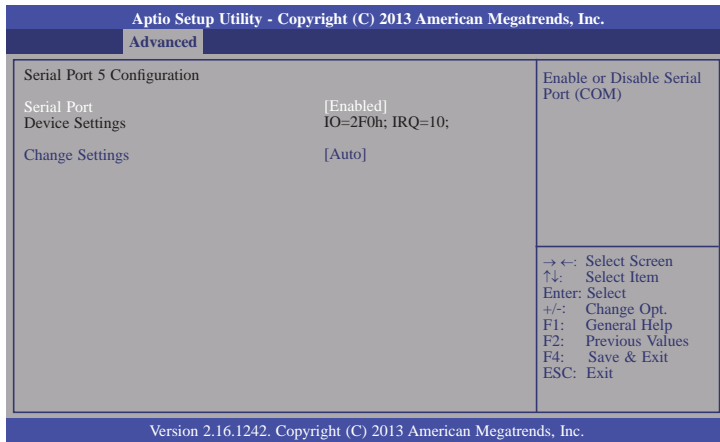 Aptio Setup Utility - Copyright (C) 2013 American Megatrends, Inc.
Advanced
Serial Port 5 Configuration
Serial Port [Enabled]
Device Settings IO=2F0h; IRQ=10;
Change Settings [Auto]
Enable or Disable Serial
Port (COM)
→ ←: Select Screen
↑↓: Select Item
Enter: Select
+/-: Change Opt.
F1: General Help
F2: Previous Values
F4: Save & Exit
ESC: Exit
Version 2.16.1242. Copyright (C) 2013 American Megatrends, Inc.